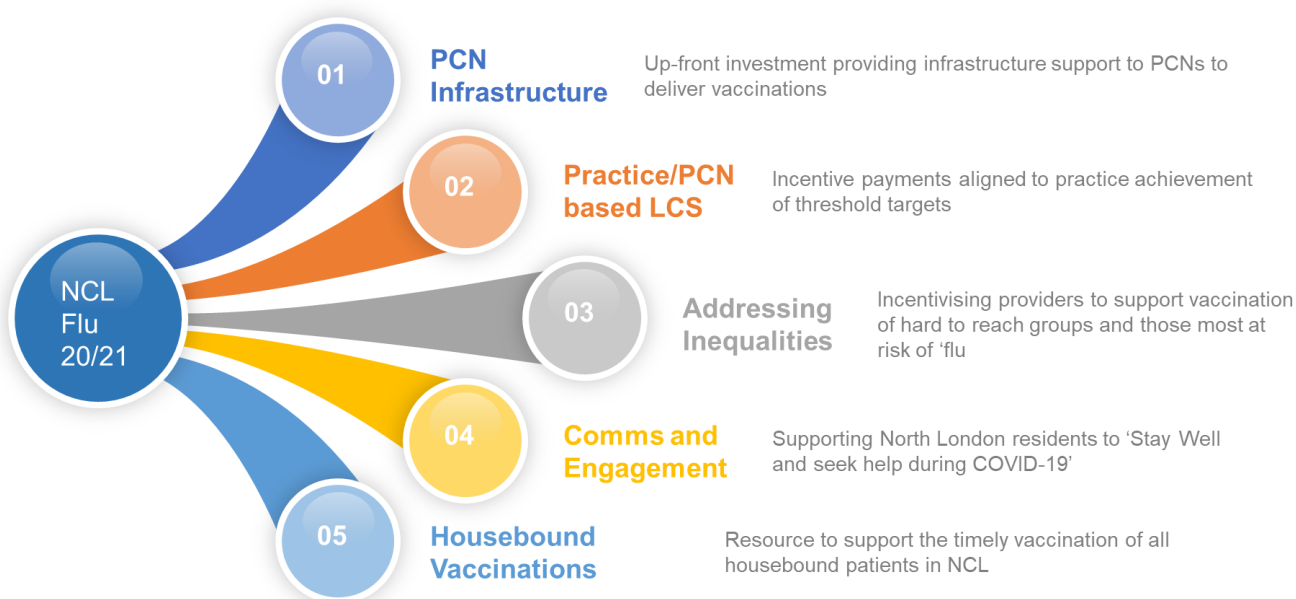 NCL
Flu
20/21
01
PCN
Infrastructure
Up-front investment providing infrastructure support to PCNs to
deliver vaccinations
02
Practice/PCN
based LCS
Incentive payments aligned to practice achievement
of threshold targets
03
Addressing
Inequalities
Incentivising providers to support vaccination
of hard to reach groups and those most at
risk of ‘flu
04
Comms and
Engagement
Supporting North London residents to ‘Stay Well
and seek help during COVID-19’
05
Housebound
Vaccinations
Resource to support the timely vaccination of all
housebound patients in NCL